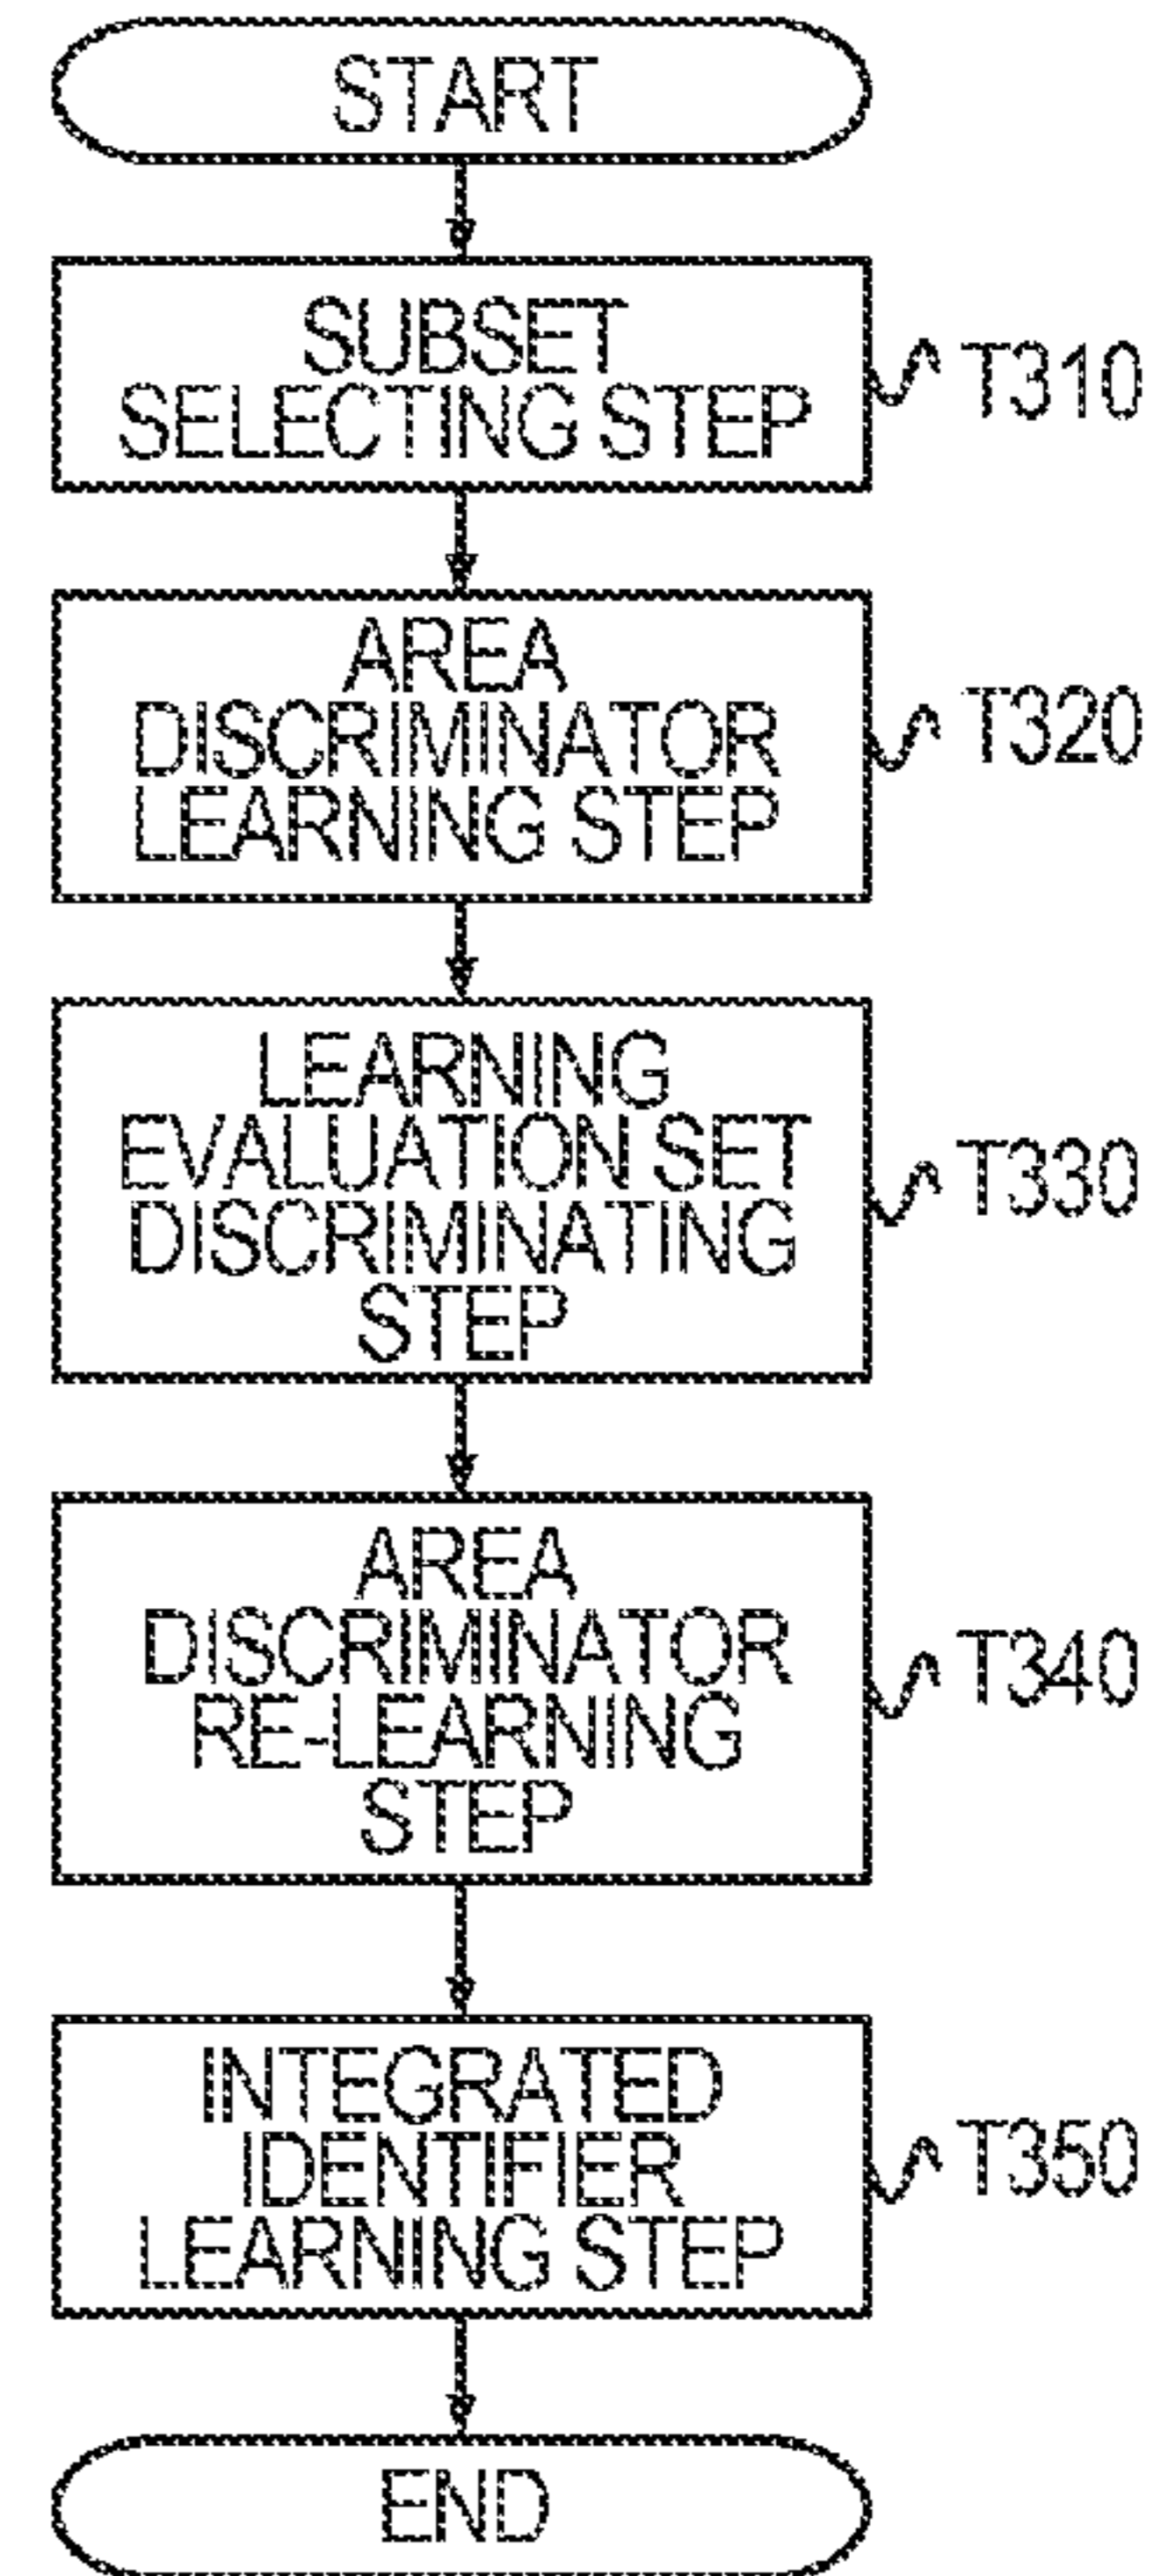 START
SUBSET
SELECTING STEP
T310
AREA
DISCRIMINATOR
LEARNING STEP
T320
LEARNING
EVALUATION SET
DISCRIMINATING
STEP
T330
AREA
DISCRIMINATOR
RE-LEARNING
STEP
T340
INTEGRATED
IDENTIFIER
LEARNING STEP
T350
END